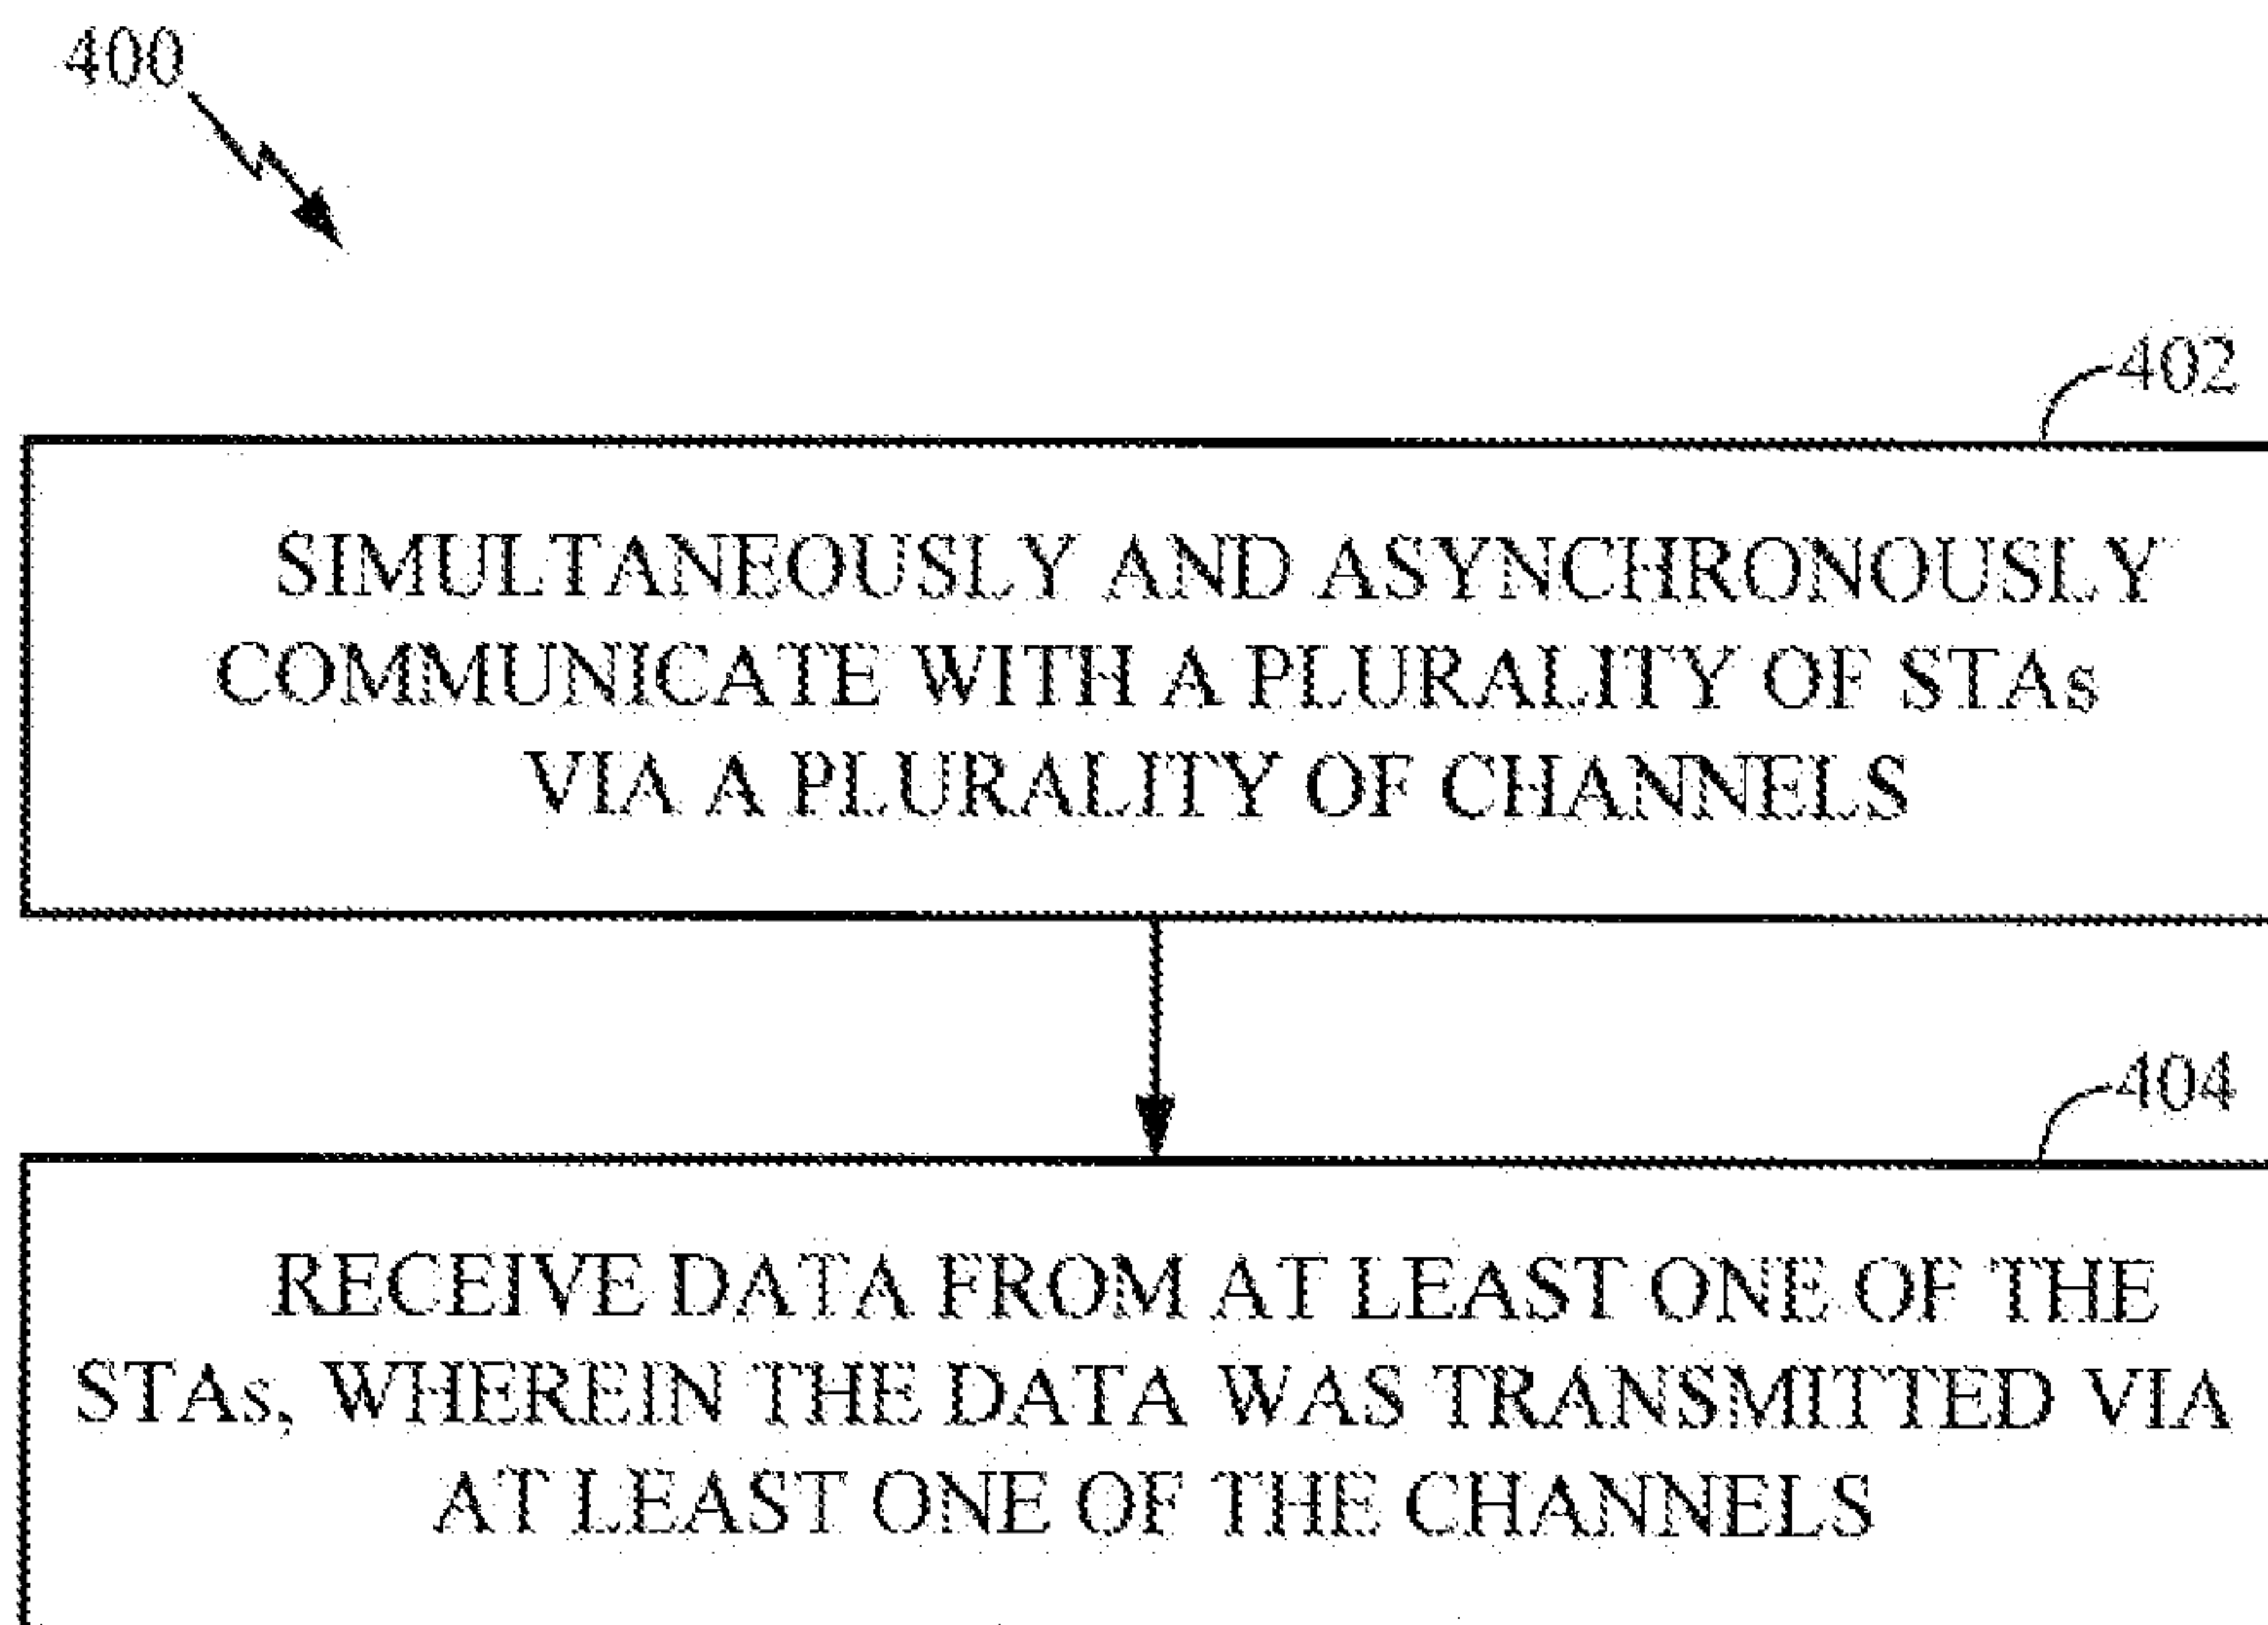 400
402
SIMULTANEOUSLY AND ASYNCHRONOUSLY
COMMUNICATE WITH A PLURALITY OF STAs
VIA A PLURALITY OF CHANNELS
404
RECEIVE DATA FROM AT LEAST ONE OF THE
STAs, WHEREIN THE DATA WAS TRANSMITTED VIA
AT LEAST ONE OF THE CHANNELS